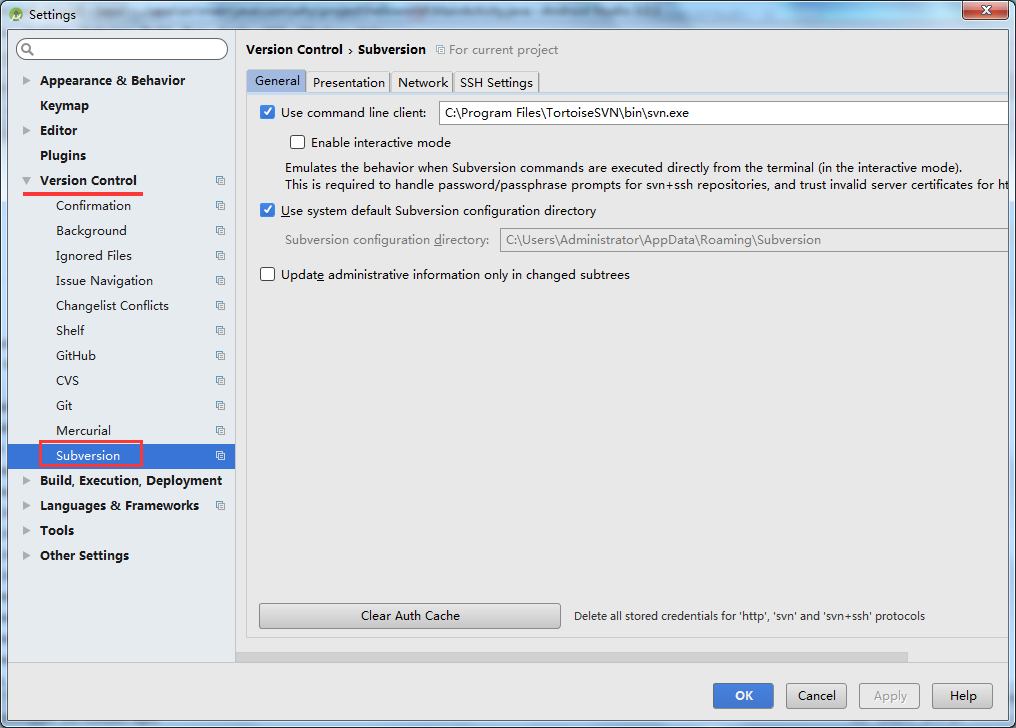 Settings
Appearance & Behavior
Keymap
Editor
Plugins
Version Control
Confirmation
Background
Ignored Files
Issue Navigation
Changelist Conflicts
Shelf
GitHub
CVS
Git
Mercurial
Subversion
Build, Execution, Deployment
Languages & Frameworks
Tools
Other Settings
Version Control › Subversion For current project
General Presentation Network SSH Settings
Use command line client: C:\Program Files\TortoiseSVN\bin\svn.exe
Enable interactive mode
Emulates the behavior when Subversion commands are executed directly from the terminal (in the interactive mode).
This is required to handle password/passphrase prompts for svn+ssh repositories, and trust invalid server certificates for ht
Use system default Subversion configuration directory
Subversion configuration directory: C:\Users\Administrator\AppData\Roaming\Subversion
Update administrative information only in changed subtrees
Clear Auth Cache Delete all stored credentials for 'http', 'svn' and 'svn+ssh' protocols
OK Cancel Apply Help